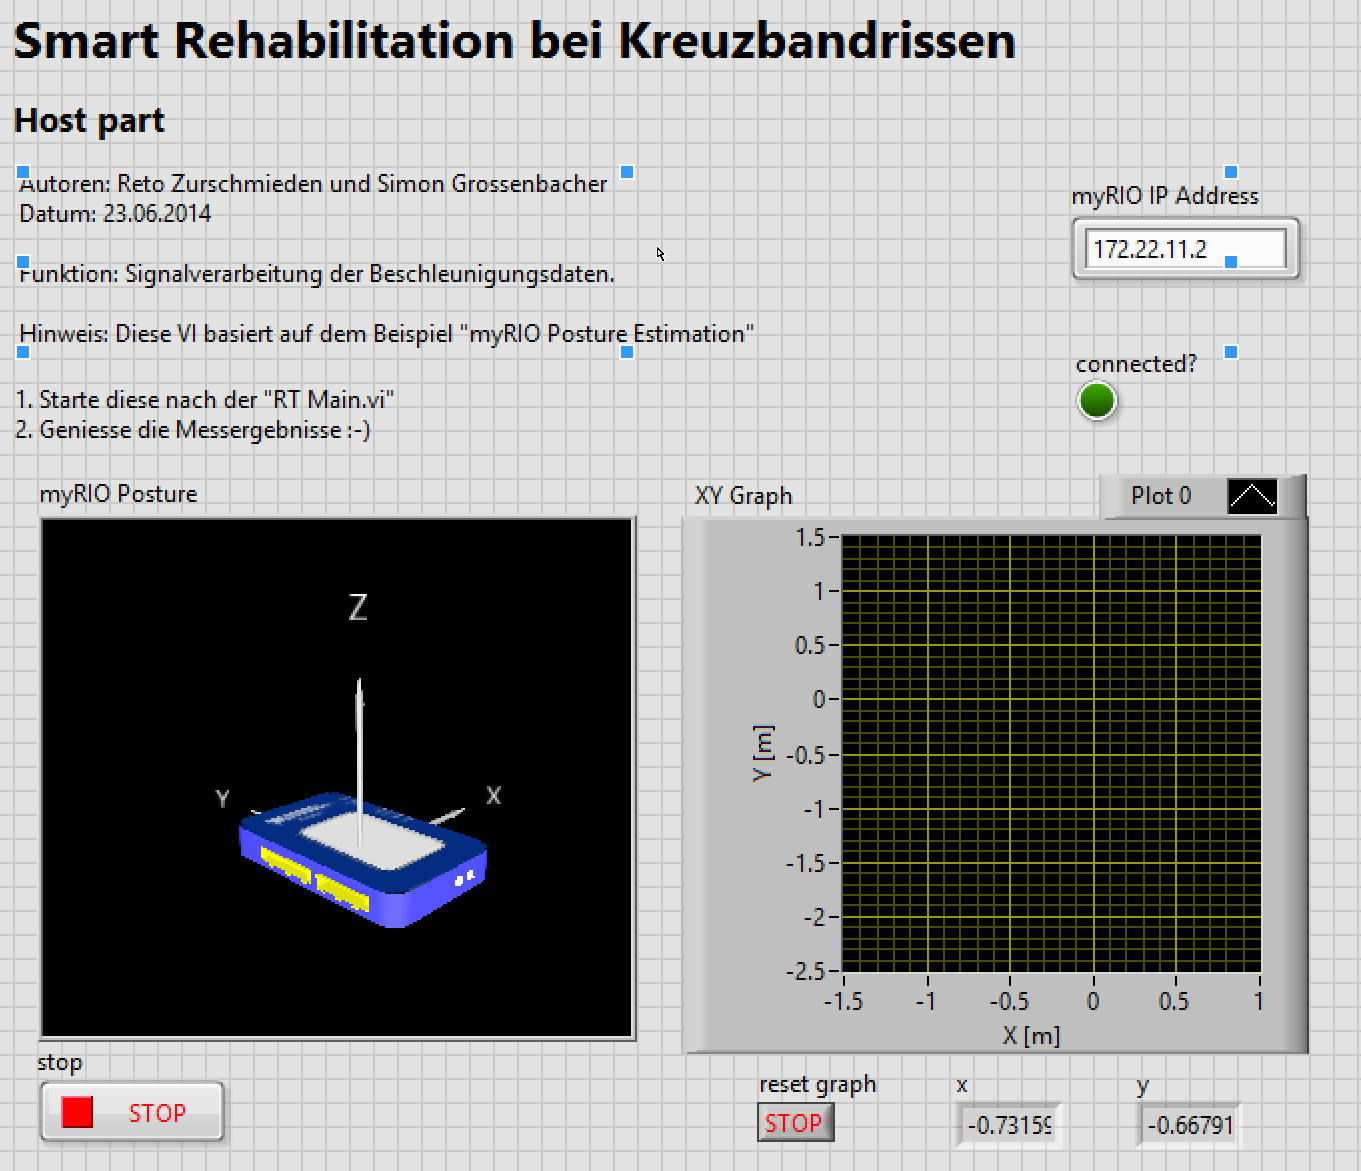 Smart Rehabilitation bei Kreuzbandrissen
Host part
Autoren: Reto Zurschmieden und Simon Grossenbacher
Datum: 23.06.2014
Funktion: Signalverarbeitung der Beschleunigungsdaten.
Hinweis: Diese VI basiert auf dem Beispiel "myRIO Posture Estimation"
1. Starte diese nach der "RT Main.vi"
2. Geniesse die Messergebnisse :-)
myRIO IP Address
172.22.11.2
connected?
myRIO Posture
Z
Y
X
stop
STOP
XY Graph
Plot 0
1.5
1
0.5
0
-0.5
-1
-1.5
-2
-2.5
Y [m]
-1.5
-1
-0.5
0
0.5
1
X [m]
reset graph
STOP
x
-0.73159
y
-0.66791